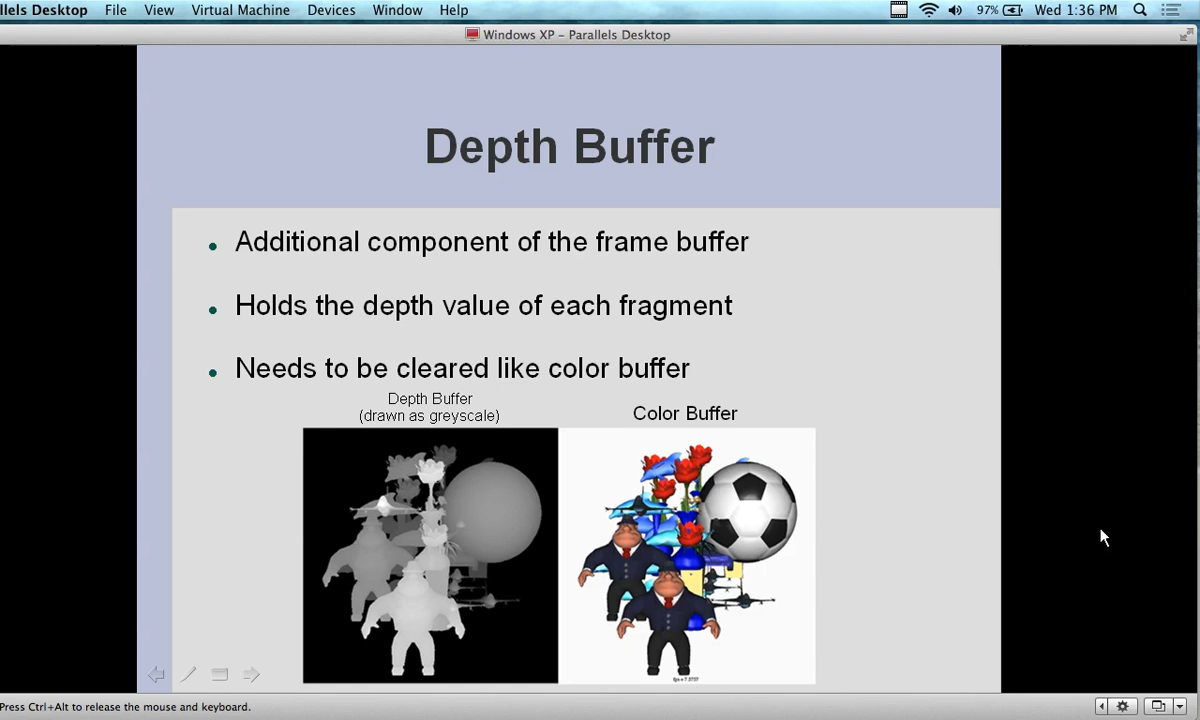 llels Desktop File View Virtual Machine Devices Window Help 97% Wed 1:36 PM
Windows XP - Parallels Desktop
Depth Buffer
• Additional component of the frame buffer
• Holds the depth value of each fragment
• Needs to be cleared like color buffer
Depth Buffer
(drawn as greyscale)
Color Buffer
Press Ctrl+Alt to release the mouse and keyboard.